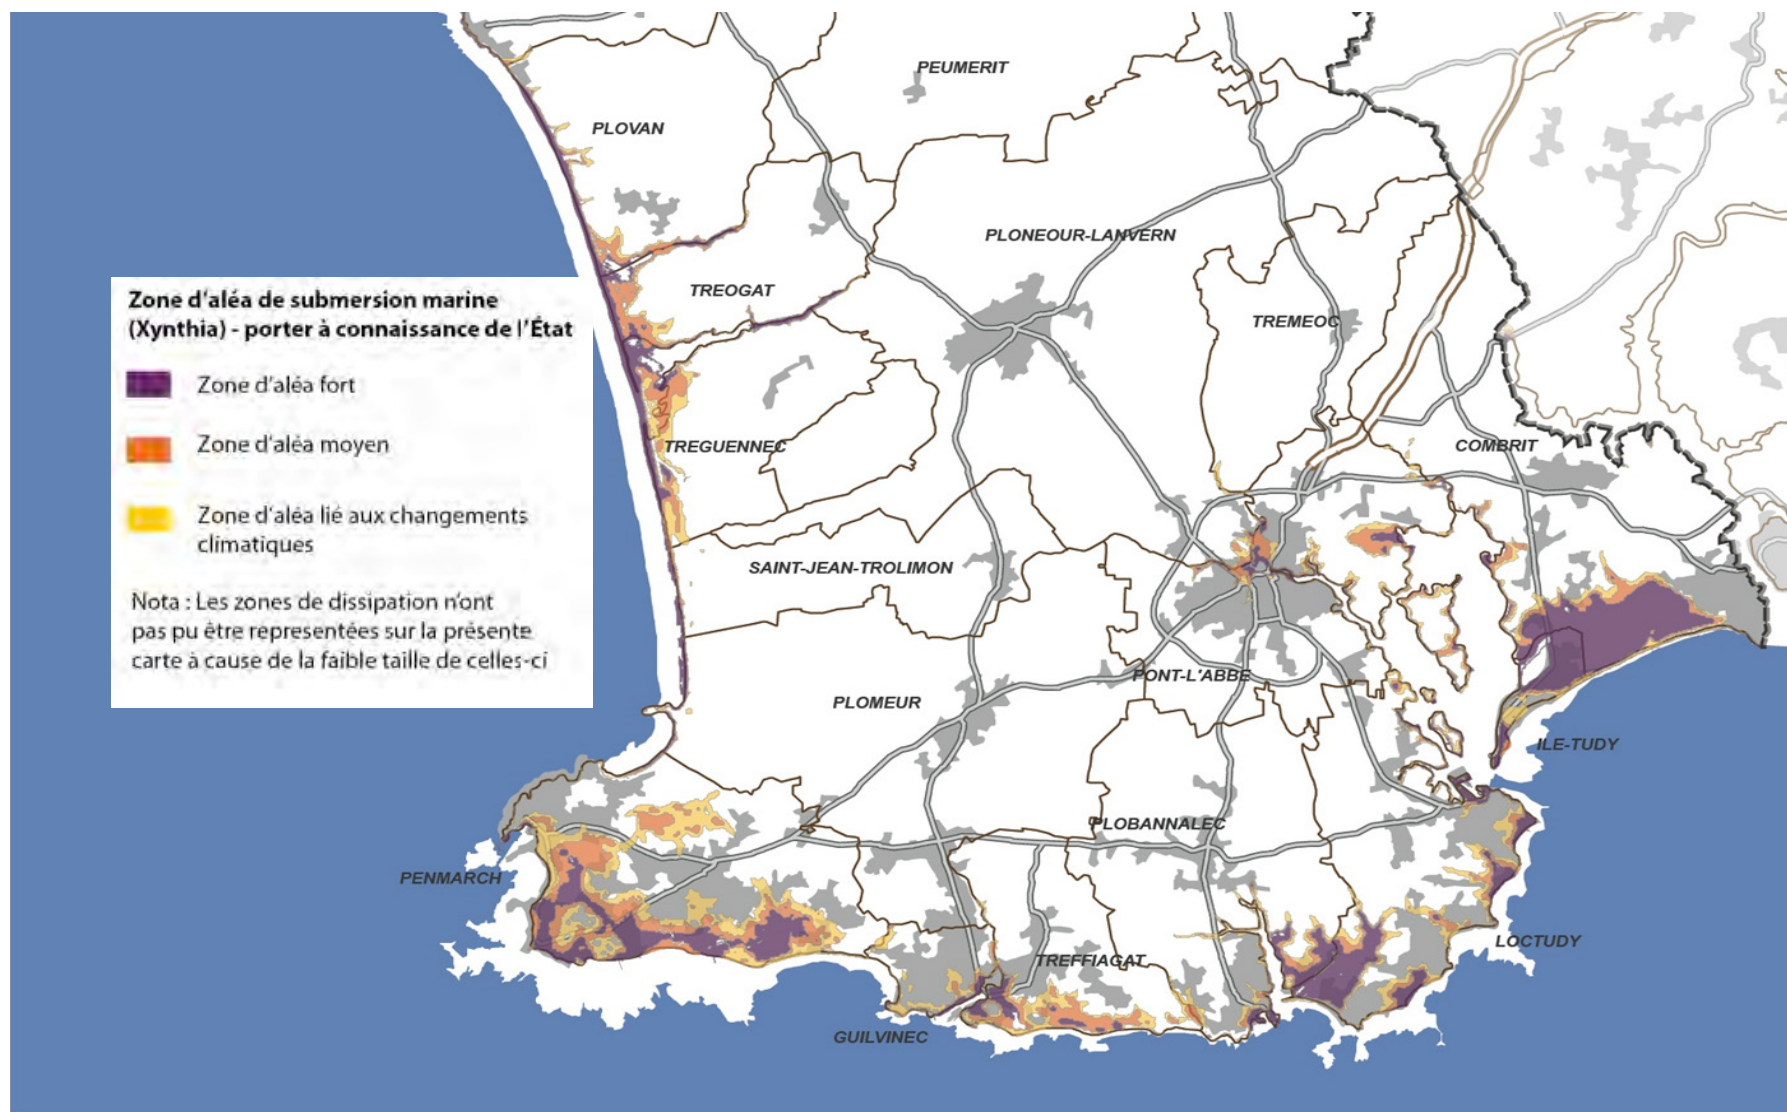 PEUMERIT
PLOVAN
PLONEOUR-LANVERN
TREOGAT
TREMEOC
Zone d'aléa de submersion marine
(Xynthia) - porter à connaissance de l'État
Zone d'aléa fort
Zone d'aléa moyen
Zone d'aléa lié aux changements
climatiques
Nota : Les zones de dissipation n'ont
pas pu être representées sur la présente
carte à cause de la faible taille de celles-ci
TREGUENNEC
COMBRIT
SAINT-JEAN-TROLIMON
PONT-L'ABBE
PLOMEUR
ILE-TUDY
PLOBANNALEC
PENMARCH
LOCTUDY
TREFFIAGAT
GUILVINEC